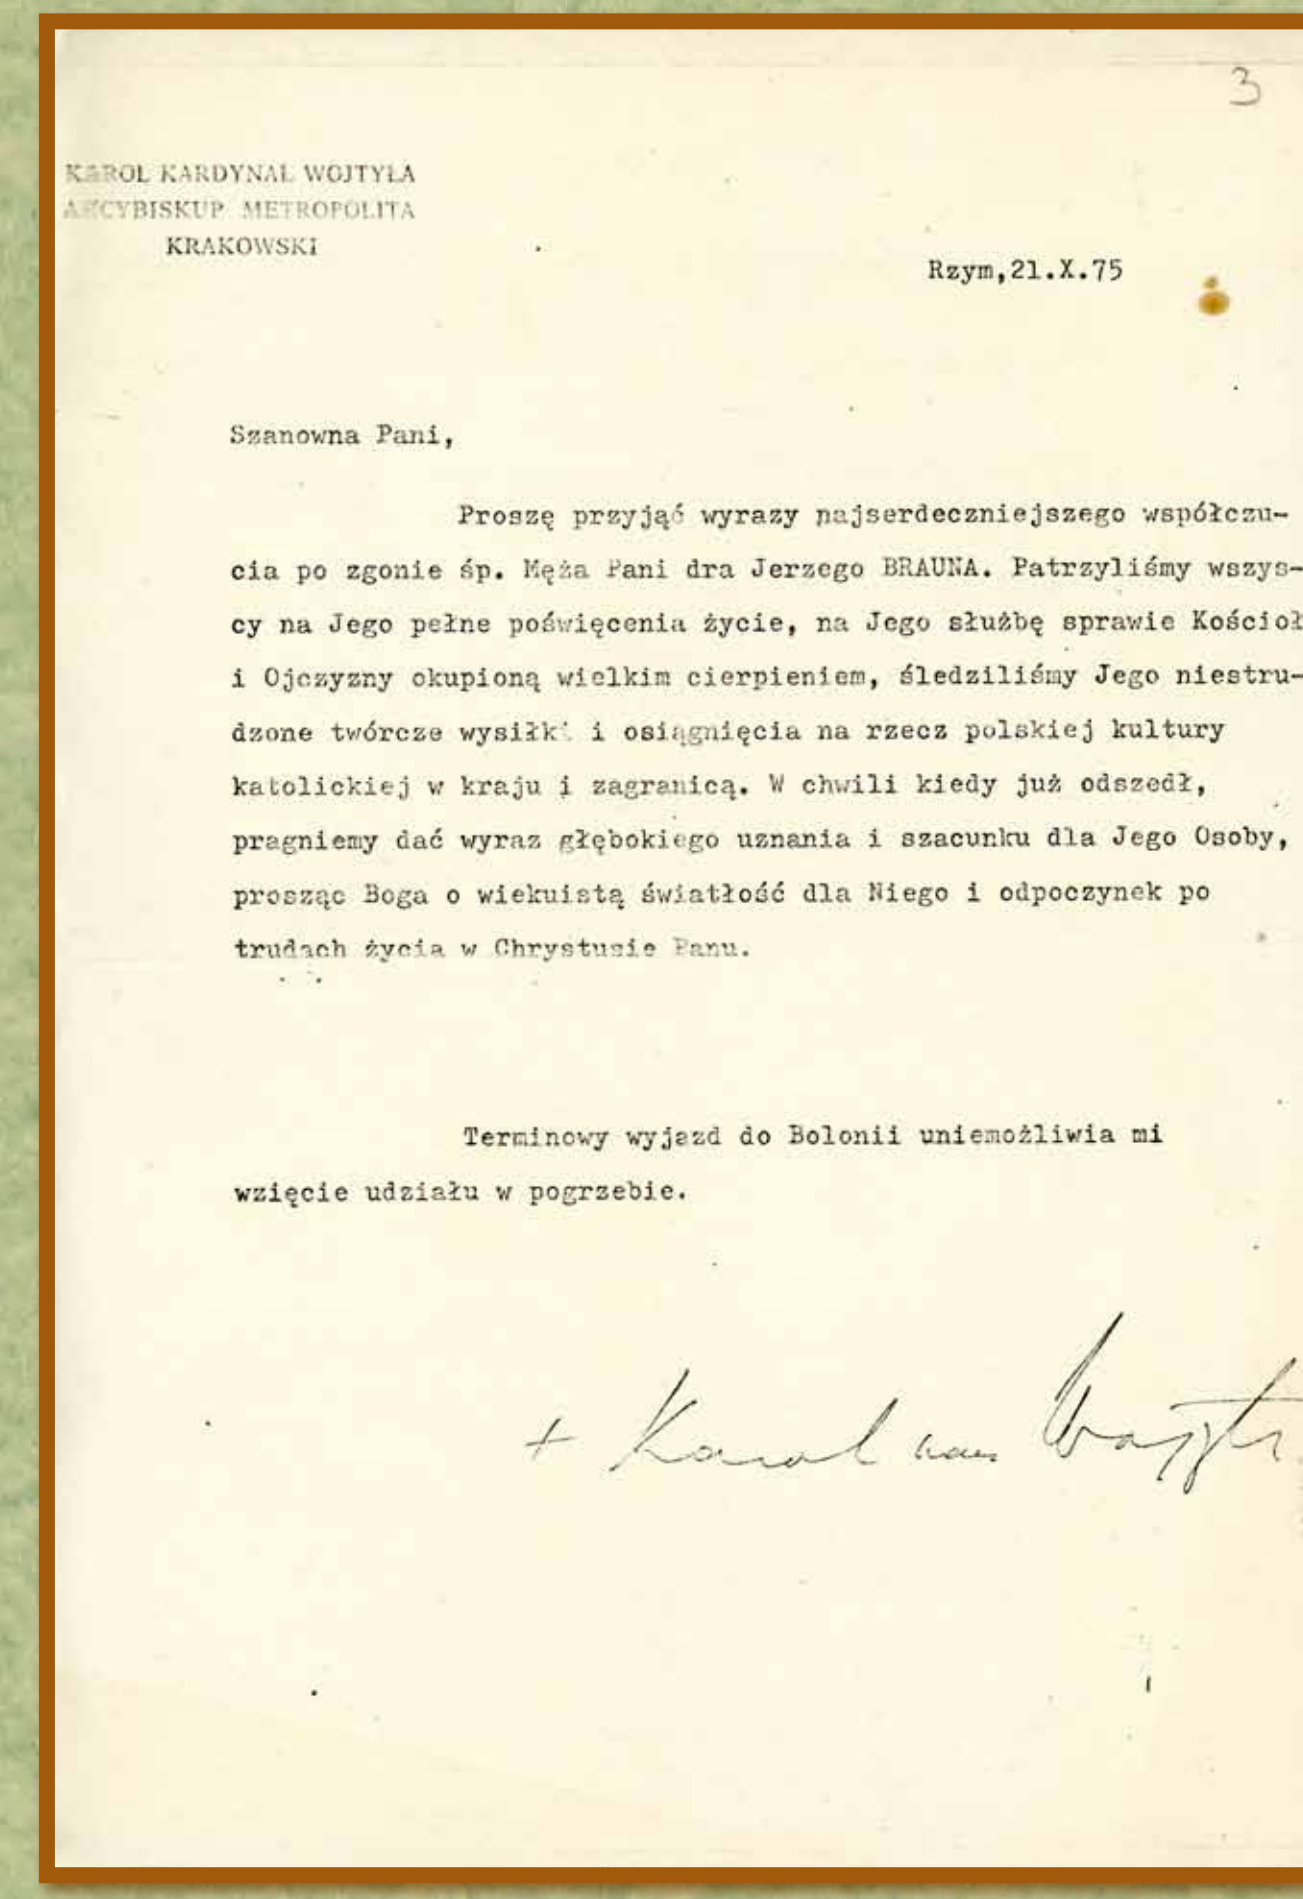 3
KAROL KARDYNAŁ WOJTYŁA
ARCYBISKUP METROPOLITA
KRAKOWSKI
Rzym,21.X.75
Szanowna Pani,
Proszę przyjąć wyrazy najserdeczniejszego współczu-
cia po zgonie śp. Męża Pani dra Jerzego BRAUNA. Patrzyliśmy wszys-
cy na Jego pełne poświęcenia życie, na Jego służbę sprawie Kościoł
i Ojczyzny okupioną wielkim cierpieniem, śledziliśmy Jego niestru-
dzone twórcze wysiłki i osiągnięcia na rzecz polskiej kultury
katolickiej w kraju i zagranicą. W chwili kiedy już odszedł,
pragniemy dać wyraz głębokiego uznania i szacunku dla Jego Osoby,
prosząc Boga o wiekuistą światłość dla Niego i odpoczynek po
trudach życia w Chrystusie Panu.
Terminowy wyjazd do Bolonii uniemożliwia mi
wzięcie udziału w pogrzebie.
+ Karol Wojty